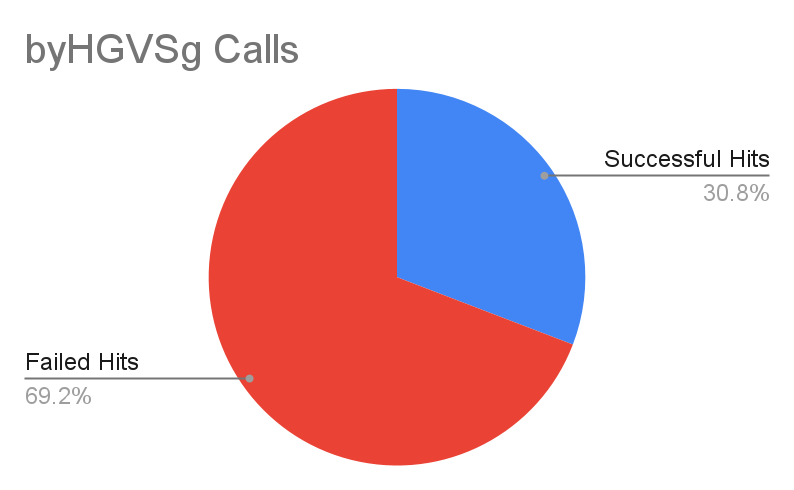 byHGVSg Calls
Successful Hits
30.8%
Failed Hits
69.2%